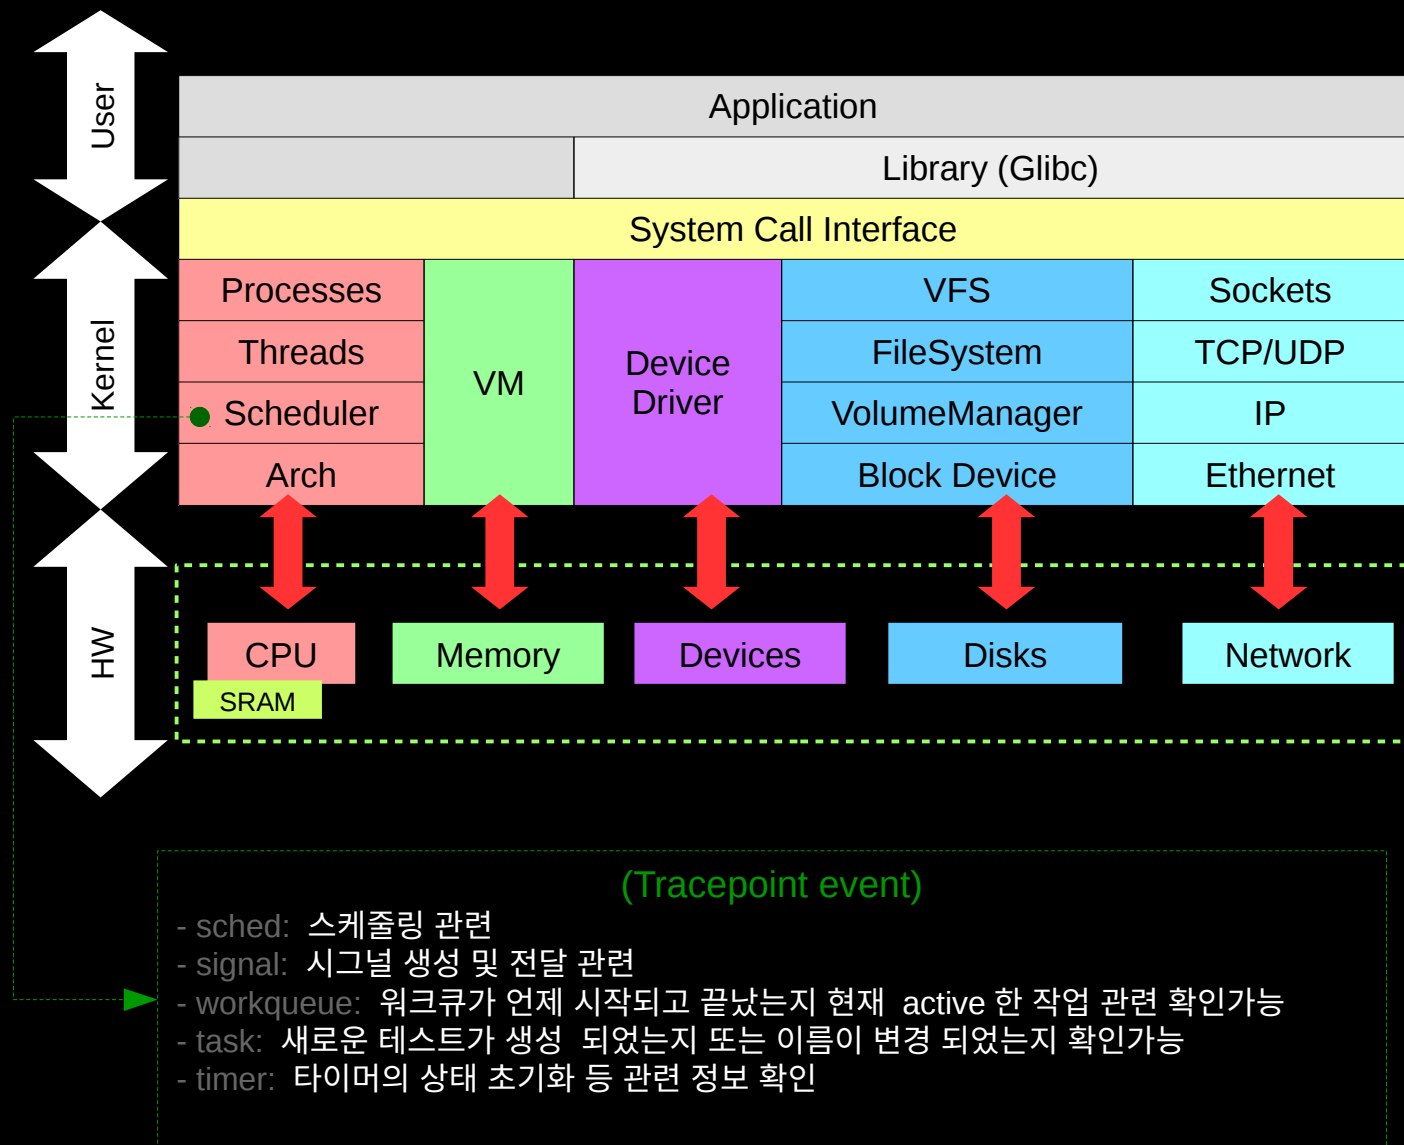 User
Application
Library (Glibc)
System Call Interface
Kernel
Processes
Threads
Scheduler
Arch
VM
Device
Driver
VFS
FileSystem
VolumeManager
Block Device
Sockets
TCP/UDP
IP
Ethernet
HW
CPU
SRAM
Memory
Devices
Disks
Network
(Tracepoint event)
- sched: 스케줄링 관련
- signal: 시그널 생성 및 전달 관련
- workqueue: 워크큐가 언제 시작되고 끝났는지 현재 active 한 작업 관련 확인가능
- task: 새로운 테스트가 생성 되었는지 또는 이름이 변경 되었는지 확인가능
- timer: 타이머의 상태 초기화 등 관련 정보 확인